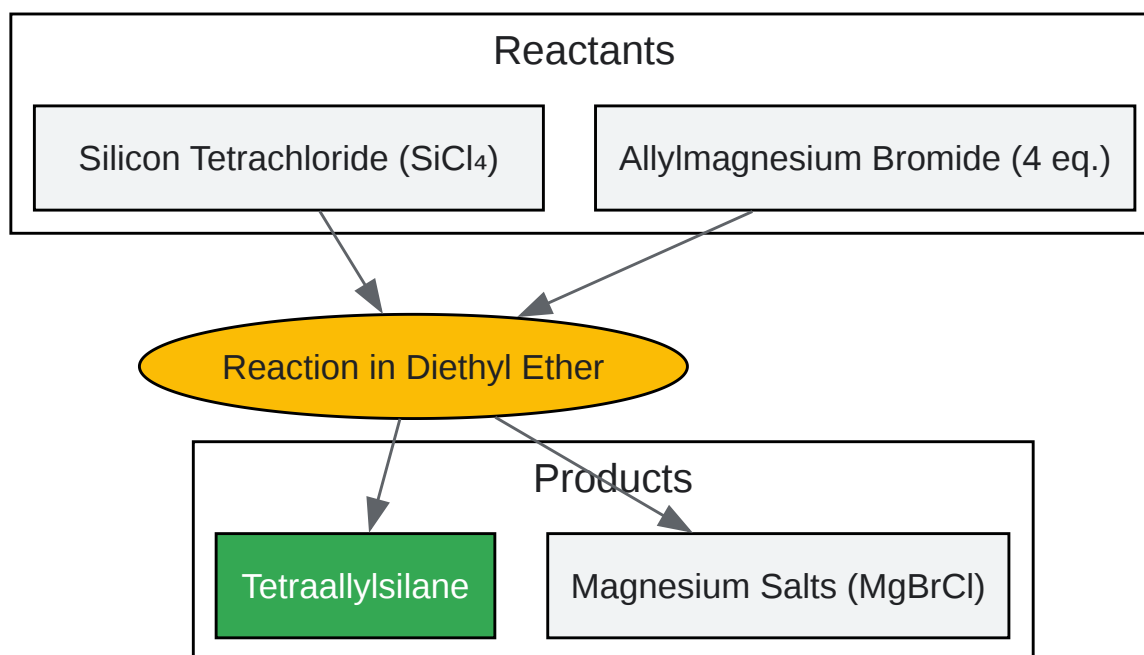 Reactants
Silicon Tetrachloride (SiCl₄)
Allylmagnesium Bromide (4 eq.)
Reaction in Diethyl Ether
Products
Tetraallylsilane
Magnesium Salts (MgBrCl)